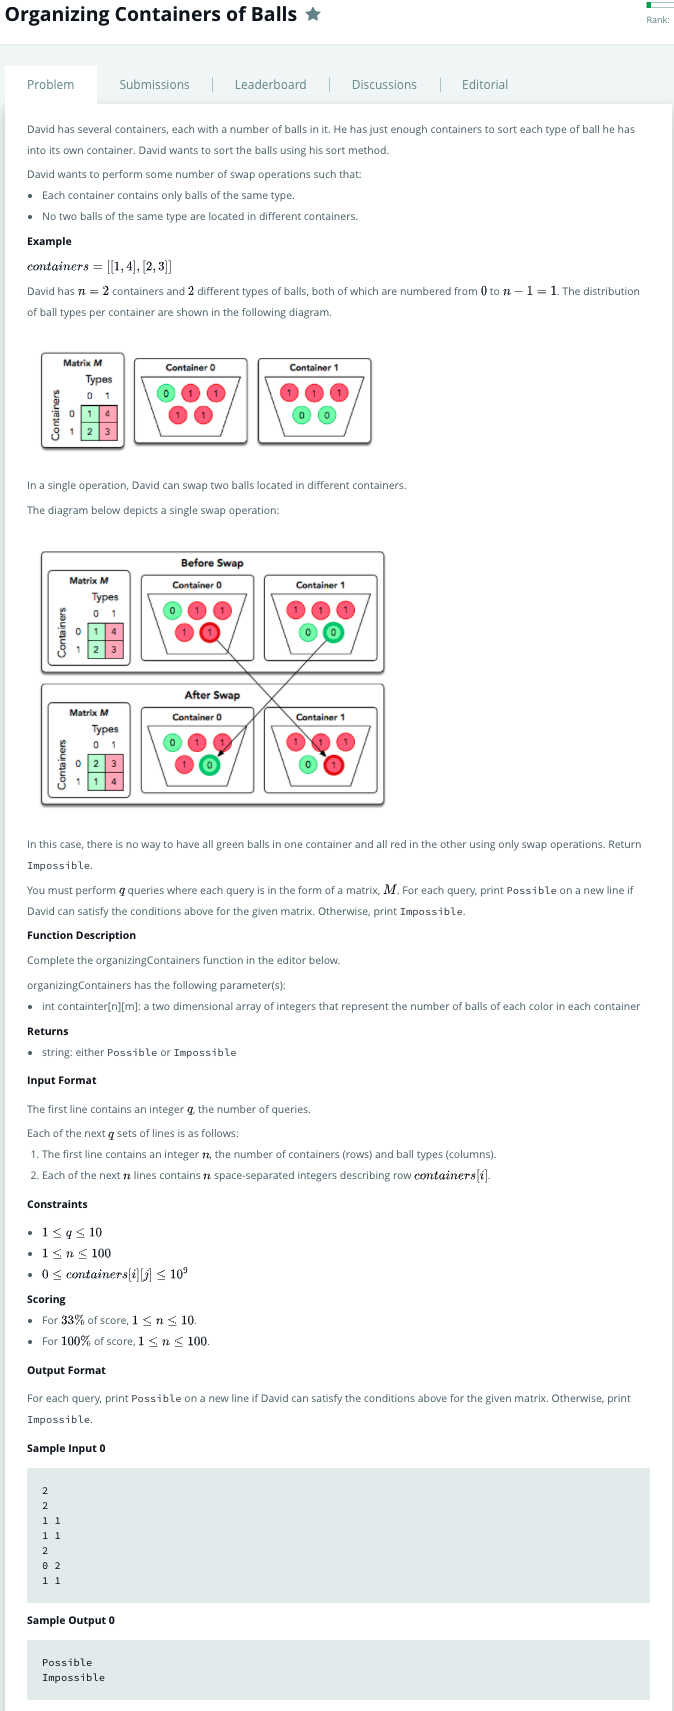 Organizing Containers of Balls ★
Rank:
Problem Submissions Leaderboard Discussions Editorial
David has several containers, each with a number of balls in it. He has just enough containers to sort each type of ball he has
into its own container. David wants to sort the balls using his sort method.
David wants to perform some number of swap operations such that:
• Each container contains only balls of the same type.
• No two balls of the same type are located in different containers.
Example
containers = [[1, 4], [2, 3]]
David has n = 2 containers and 2 different types of balls, both of which are numbered from 0 to n − 1 = 1. The distribution
of ball types per container are shown in the following diagram.
Matrix M
Types
0 1
Containers
0 1 4
1 2 3
Container 0
0 1 1
1 1
Container 1
1 1 1
0 0
In a single operation, David can swap two balls located in different containers.
The diagram below depicts a single swap operation:
Before Swap
Matrix M
Types
0 1
Containers
0 1 4
1 2 3
Container 0
0 1 1
1 1
Container 1
1 1 1
0 0
After Swap
Matrix M
Types
0 1
Containers
0 2 3
1 1 4
Container 0
0 1 1
1 0
Container 1
1 1 1
0 1
In this case, there is no way to have all green balls in one container and all red in the other using only swap operations. Return
Impossible.
You must perform q queries where each query is in the form of a matrix, M. For each query, print Possible on a new line if
David can satisfy the conditions above for the given matrix. Otherwise, print Impossible.
Function Description
Complete the organizingContainers function in the editor below.
organizingContainers has the following parameter(s):
• int containter[n][m]: a two dimensional array of integers that represent the number of balls of each color in each container
Returns
• string: either Possible or Impossible
Input Format
The first line contains an integer q, the number of queries.
Each of the next q sets of lines is as follows:
1. The first line contains an integer n, the number of containers (rows) and ball types (columns).
2. Each of the next n lines contains n space-separated integers describing row containers[i].
Constraints
• 1 ≤ q ≤ 10
• 1 ≤ n ≤ 100
• 0 ≤ containers[i][j] ≤ 10⁹
Scoring
• For 33% of score, 1 ≤ n ≤ 10.
• For 100% of score, 1 ≤ n ≤ 100.
Output Format
For each query, print Possible on a new line if David can satisfy the conditions above for the given matrix. Otherwise, print
Impossible.
Sample Input 0
2
2
1 1
1 1
2
0 2
1 1
Sample Output 0
Possible
Impossible